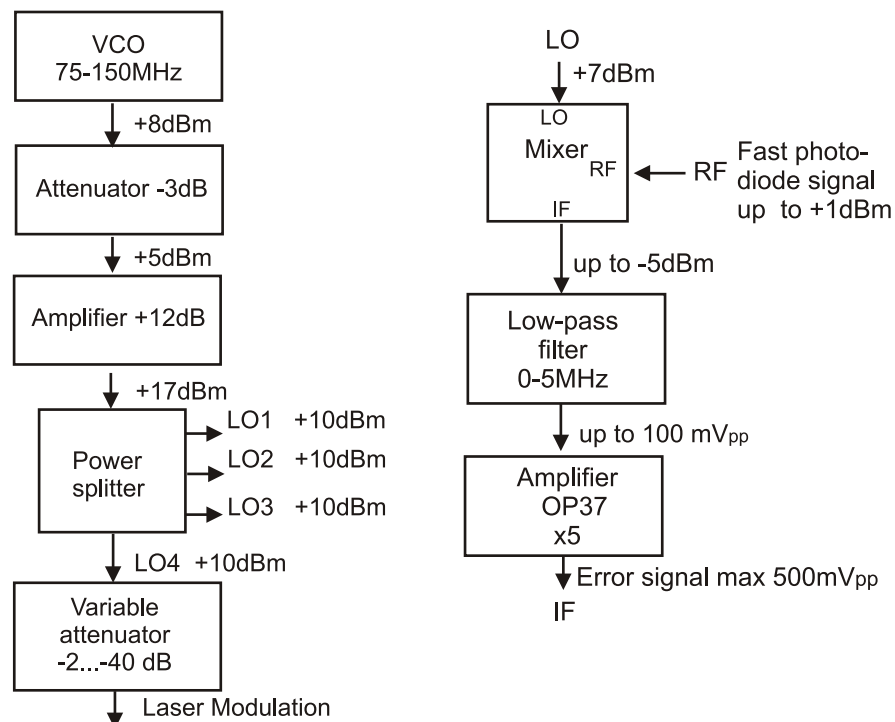 VCO
75-150MHz
+8dBm
Attenuator -3dB
+5dBm
Amplifier +12dB
+17dBm
Power
splitter
LO1 +10dBm
LO2 +10dBm
LO3 +10dBm
LO4 +10dBm
Variable
attenuator
-2...-40 dB
Laser Modulation
LO
+7dBm
LO
Mixer
RF
IF
RF
Fast photo-
diode signal
up to +1dBm
up to -5dBm
Low-pass
filter
0-5MHz
up to 100 mVpp
Amplifier
OP37
x5
Error signal max 500mVpp
IF